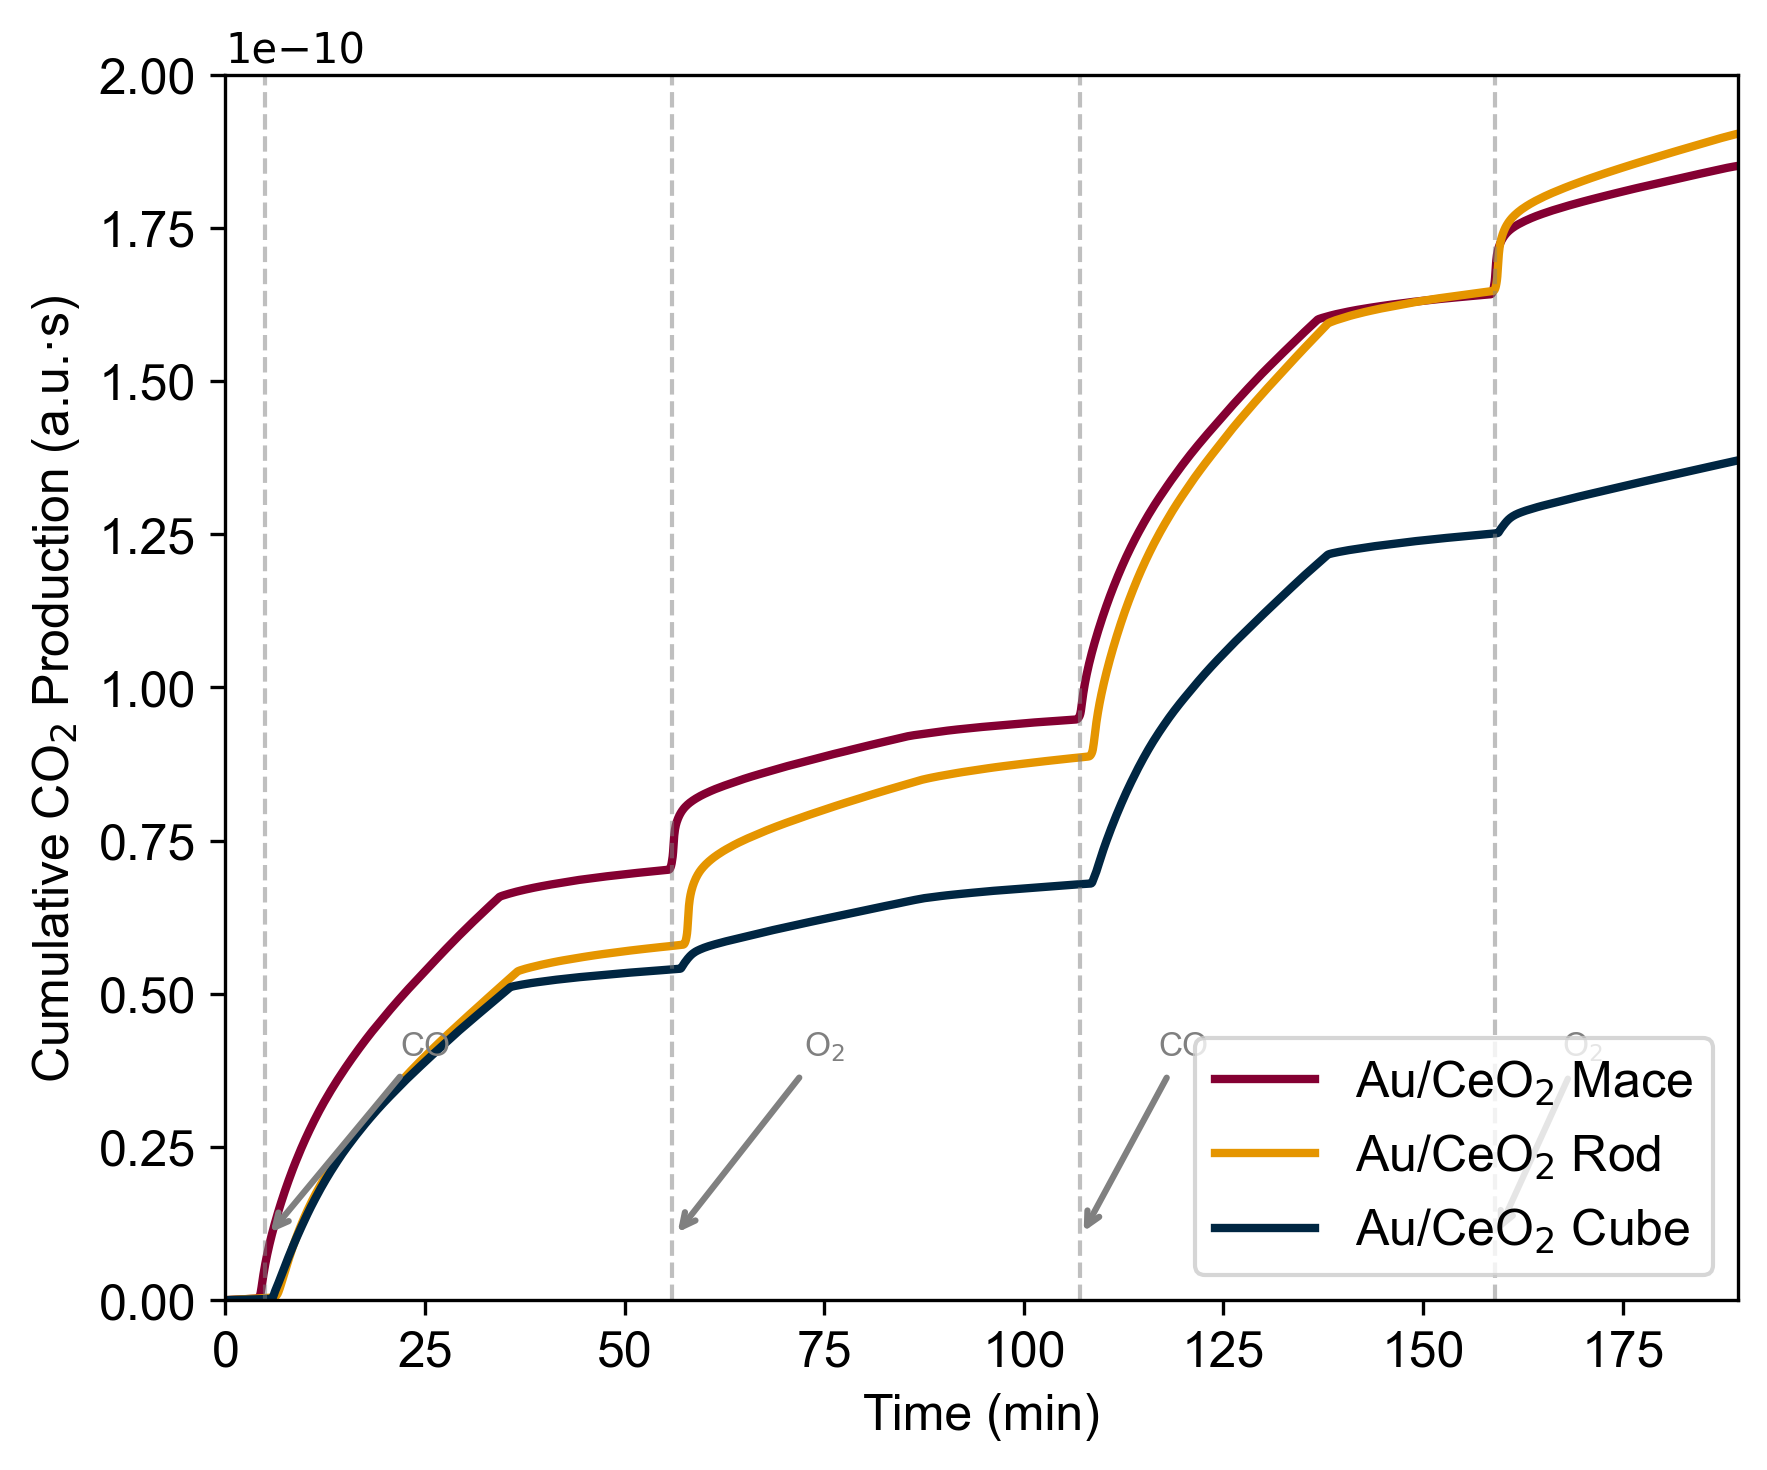 1e−10
2.00
1.75
1.50
1.25
1.00
0.75
0.50
0.25
0.00
Cumulative CO₂ Production (a.u.·s)
CO
O₂
CO
O₂
Au/CeO₂ Mace
Au/CeO₂ Rod
Au/CeO₂ Cube
0 25 50 75 100 125 150 175
Time (min)